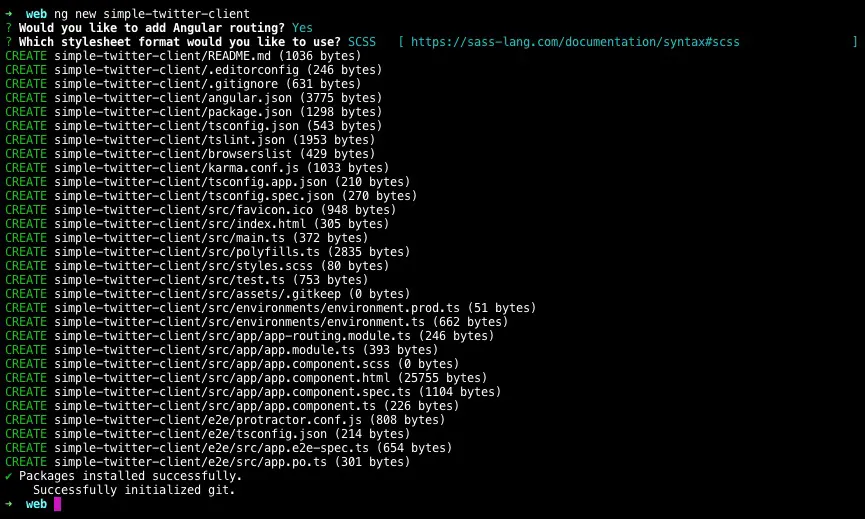 ➜  web ng new simple-twitter-client
? Would you like to add Angular routing? Yes
? Which stylesheet format would you like to use? SCSS   [ https://sass-lang.com/documentation/syntax#scss                ]
CREATE simple-twitter-client/README.md (1036 bytes)
CREATE simple-twitter-client/.editorconfig (246 bytes)
CREATE simple-twitter-client/.gitignore (631 bytes)
CREATE simple-twitter-client/angular.json (3775 bytes)
CREATE simple-twitter-client/package.json (1298 bytes)
CREATE simple-twitter-client/tsconfig.json (543 bytes)
CREATE simple-twitter-client/tslint.json (1953 bytes)
CREATE simple-twitter-client/browserslist (429 bytes)
CREATE simple-twitter-client/karma.conf.js (1033 bytes)
CREATE simple-twitter-client/tsconfig.app.json (210 bytes)
CREATE simple-twitter-client/tsconfig.spec.json (270 bytes)
CREATE simple-twitter-client/src/favicon.ico (948 bytes)
CREATE simple-twitter-client/src/index.html (305 bytes)
CREATE simple-twitter-client/src/main.ts (372 bytes)
CREATE simple-twitter-client/src/polyfills.ts (2835 bytes)
CREATE simple-twitter-client/src/styles.scss (80 bytes)
CREATE simple-twitter-client/src/test.ts (753 bytes)
CREATE simple-twitter-client/src/assets/.gitkeep (0 bytes)
CREATE simple-twitter-client/src/environments/environment.prod.ts (51 bytes)
CREATE simple-twitter-client/src/environments/environment.ts (662 bytes)
CREATE simple-twitter-client/src/app/app-routing.module.ts (246 bytes)
CREATE simple-twitter-client/src/app/app.module.ts (393 bytes)
CREATE simple-twitter-client/src/app/app.component.scss (0 bytes)
CREATE simple-twitter-client/src/app/app.component.html (25755 bytes)
CREATE simple-twitter-client/src/app/app.component.spec.ts (1104 bytes)
CREATE simple-twitter-client/src/app/app.component.ts (226 bytes)
CREATE simple-twitter-client/e2e/protractor.conf.js (808 bytes)
CREATE simple-twitter-client/e2e/tsconfig.json (214 bytes)
CREATE simple-twitter-client/e2e/src/app.e2e-spec.ts (654 bytes)
CREATE simple-twitter-client/e2e/src/app.po.ts (301 bytes)
✔ Packages installed successfully.
    Successfully initialized git.
➜  web